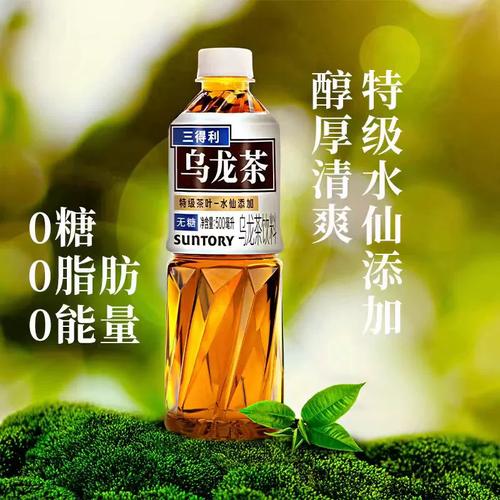 特级水仙添加
醇厚清爽
0糖
0脂肪
0能量
三得利
乌龙茶
特级茶叶-水仙添加
无糖 净含量:500毫升
SUNTORY 乌龙茶饮料